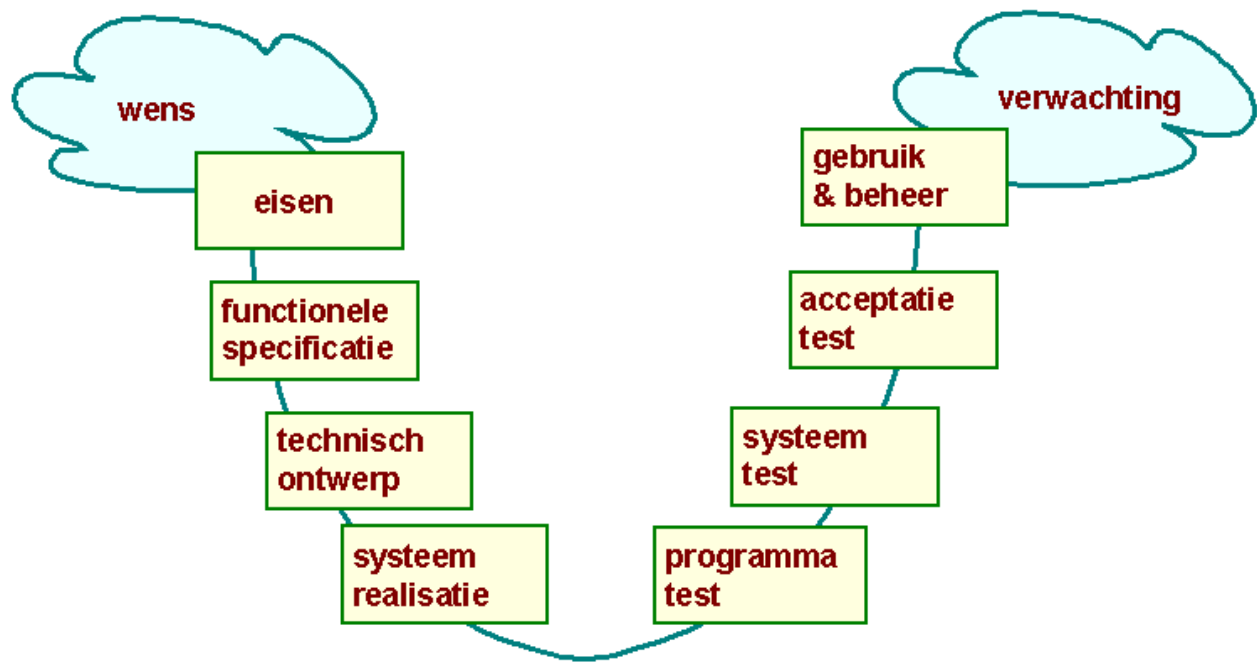 wens
eisen
functionele
specificatie
technisch
ontwerp
systeem
realisatie
programma
test
systeem
test
acceptatie
test
gebruik
& beheer
verwachting